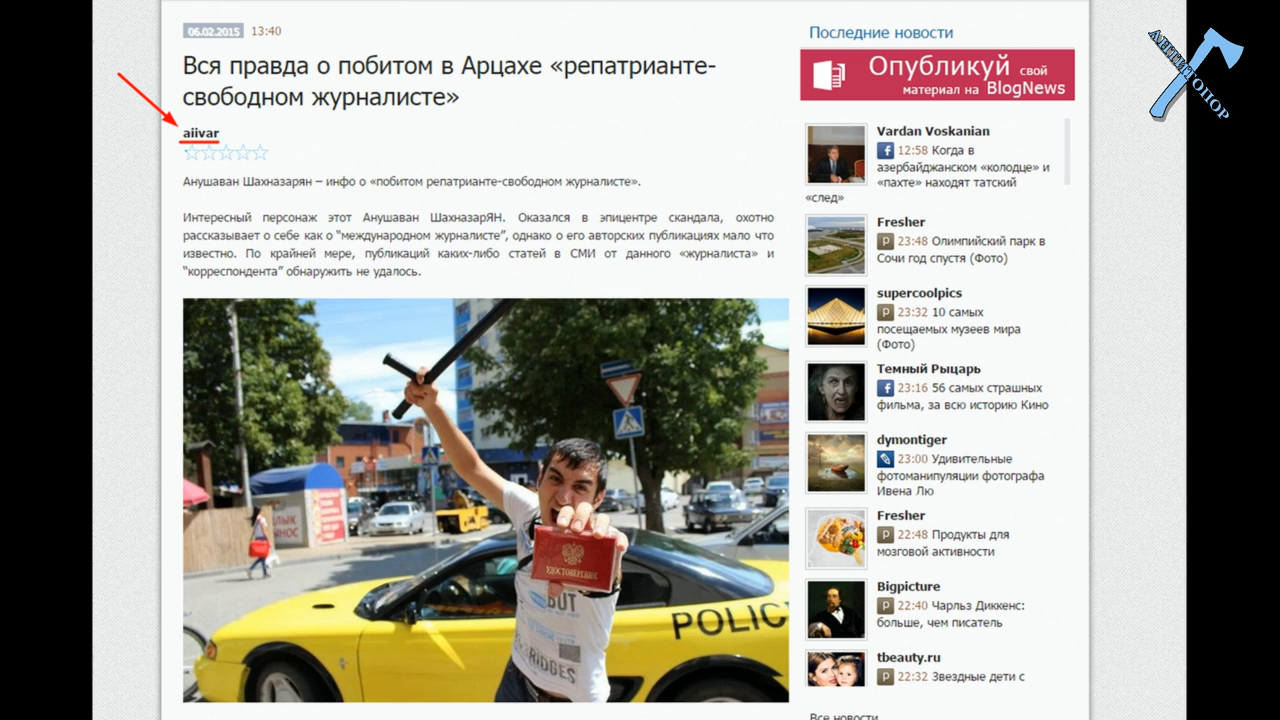 06.02.2015 13:40
Вся правда о побитом в Арцахе «репатрианте-
свободном журналисте»
aiivar
Анушаван Шахназарян – инфо о «побитом репатрианте-свободном журналисте».
Интересный персонаж этот Анушаван ШахназарЯН. Оказался в эпицентре скандала, охотно
рассказывает о себе как о "международном журналисте", однако о его авторских публикациях мало что
известно. По крайней мере, публикаций каких-либо статей в СМИ от данного «журналиста» и
"корреспондента" обнаружить не удалось.
УДОСТОВЕРЕНИЕ
BUT
BRIDGES
POLIC
Последние новости
Опубликуй свой
материал на BlogNews
Vardan Voskanian
12:58 Когда в
азербайджанском «колодце» и
«пахте» находят татский
«след»
Fresher
23:48 Олимпийский парк в
Сочи год спустя (Фото)
supercoolpics
23:32 10 самых
посещаемых музеев мира
(Фото)
Темный Рыцарь
23:16 56 самых страшных
фильма, за всю историю Кино
dymontiger
23:00 Удивительные
фотоманипуляции фотографа
Ивена Лю
Fresher
22:48 Продукты для
мозговой активности
Bigpicture
22:40 Чарльз Диккенс:
больше, чем писатель
tbeauty.ru
22:32 Звездные дети с
Все новости
АНТИТОПОР